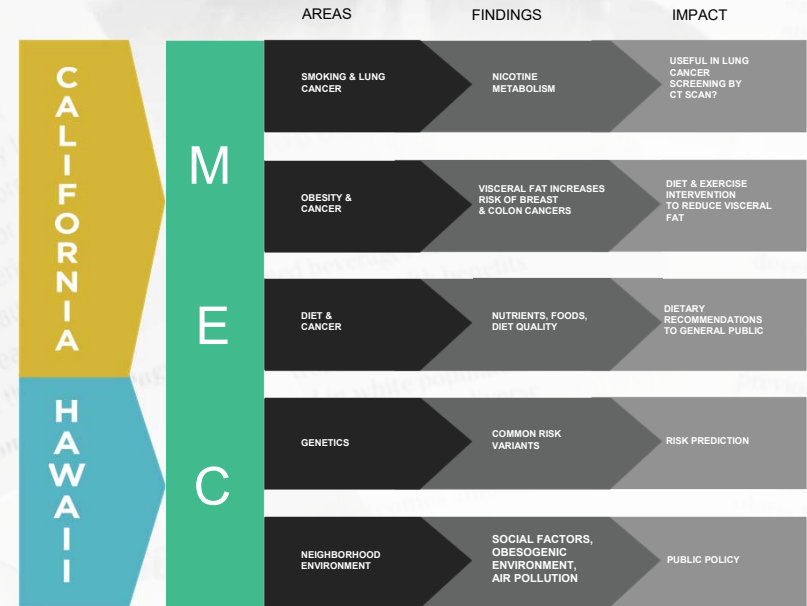 AREAS
FINDINGS
IMPACT
CALIFORNIA
HAWAII
MEC
SMOKING & LUNG
CANCER
NICOTINE
METABOLISM
USEFUL IN LUNG
CANCER
SCREENING BY
CT SCAN?
OBESITY &
CANCER
VISCERAL FAT INCREASES
RISK OF BREAST
& COLON CANCERS
DIET & EXERCISE
INTERVENTION
TO REDUCE VISCERAL
FAT
DIET &
CANCER
NUTRIENTS, FOODS,
DIET QUALITY
DIETARY
RECOMMENDATIONS
TO GENERAL PUBLIC
GENETICS
COMMON RISK
VARIANTS
RISK PREDICTION
NEIGHBORHOOD
ENVIRONMENT
SOCIAL FACTORS,
OBESOGENIC
ENVIRONMENT,
AIR POLLUTION
PUBLIC POLICY